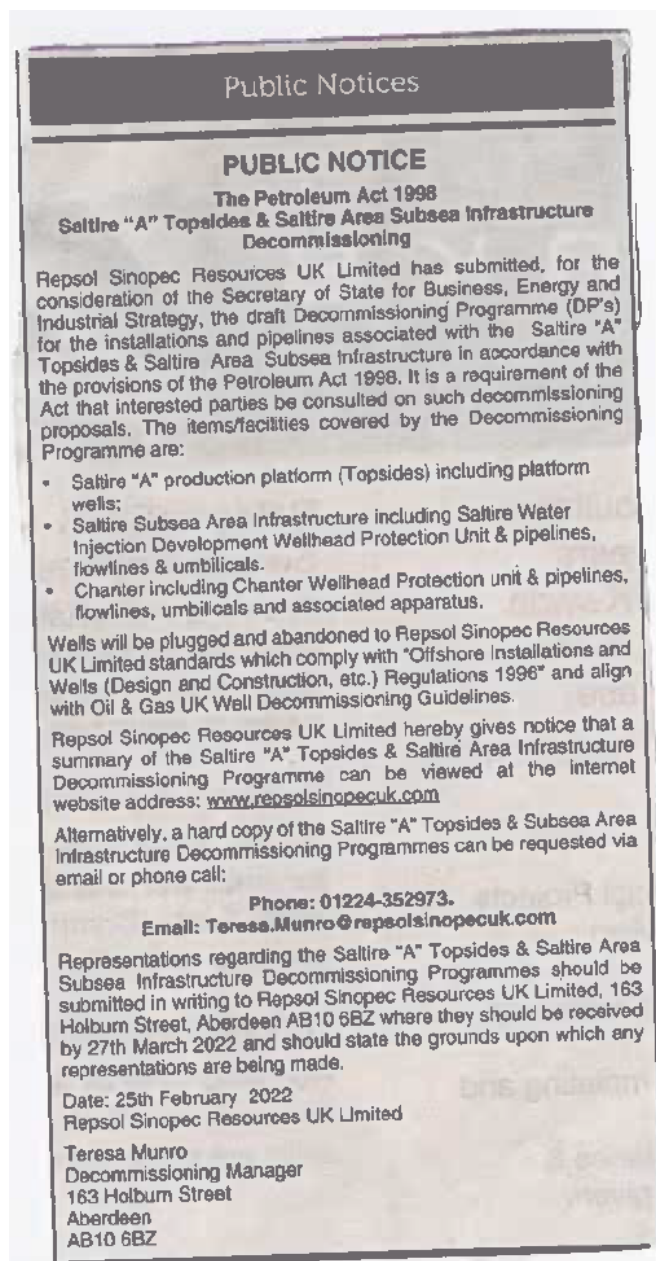 Public Notices
PUBLIC NOTICE
The Petroleum Act 1998
Saltire "A" Topsides & Saltire Area Subsea Infrastructure
Decommissioning
Repsol Sinopec Resources UK Limited has submitted, for the
consideration of the Secretary of State for Business, Energy and
Industrial Strategy, the draft Decommissioning Programme (DP's)
for the installations and pipelines associated with the Saltire "A"
Topsides & Saltire Area Subsea Infrastructure in accordance with
the provisions of the Petroleum Act 1998. It is a requirement of the
Act that interested parties be consulted on such decommissioning
proposals. The items/facilities covered by the Decommissioning
Programme are:
• Saltire "A" production platform (Topsides) including platform
wells;
• Saltire Subsea Area Infrastructure including Saltire Water
Injection Development Wellhead Protection Unit & pipelines,
flowlines & umbilicals.
• Chanter including Chanter Wellhead Protection unit & pipelines,
flowlines, umbilicals and associated apparatus.
Wells will be plugged and abandoned to Repsol Sinopec Resources
UK Limited standards which comply with "Offshore Installations and
Wells (Design and Construction, etc.) Regulations 1996" and align
with Oil & Gas UK Well Decommissioning Guidelines.
Repsol Sinopec Resources UK Limited hereby gives notice that a
summary of the Saltire "A" Topsides & Saltire Area Infrastructure
Decommissioning Programme can be viewed at the internet
website address: www.repsolsinopecuk.com
Alternatively, a hard copy of the Saltire "A" Topsides & Subsea Area
Infrastructure Decommissioning Programmes can be requested via
email or phone call:
Phone: 01224-352973.
Email: Teresa.Munro@repsolsinopecuk.com
Representations regarding the Saltire "A" Topsides & Saltire Area
Subsea Infrastructure Decommissioning Programmes should be
submitted in writing to Repsol Sinopec Resources UK Limited, 163
Holburn Street, Aberdeen AB10 6BZ where they should be received
by 27th March 2022 and should state the grounds upon which any
representations are being made.
Date: 25th February 2022
Repsol Sinopec Resources UK Limited
Teresa Munro
Decommissioning Manager
163 Holburn Street
Aberdeen
AB10 6BZ